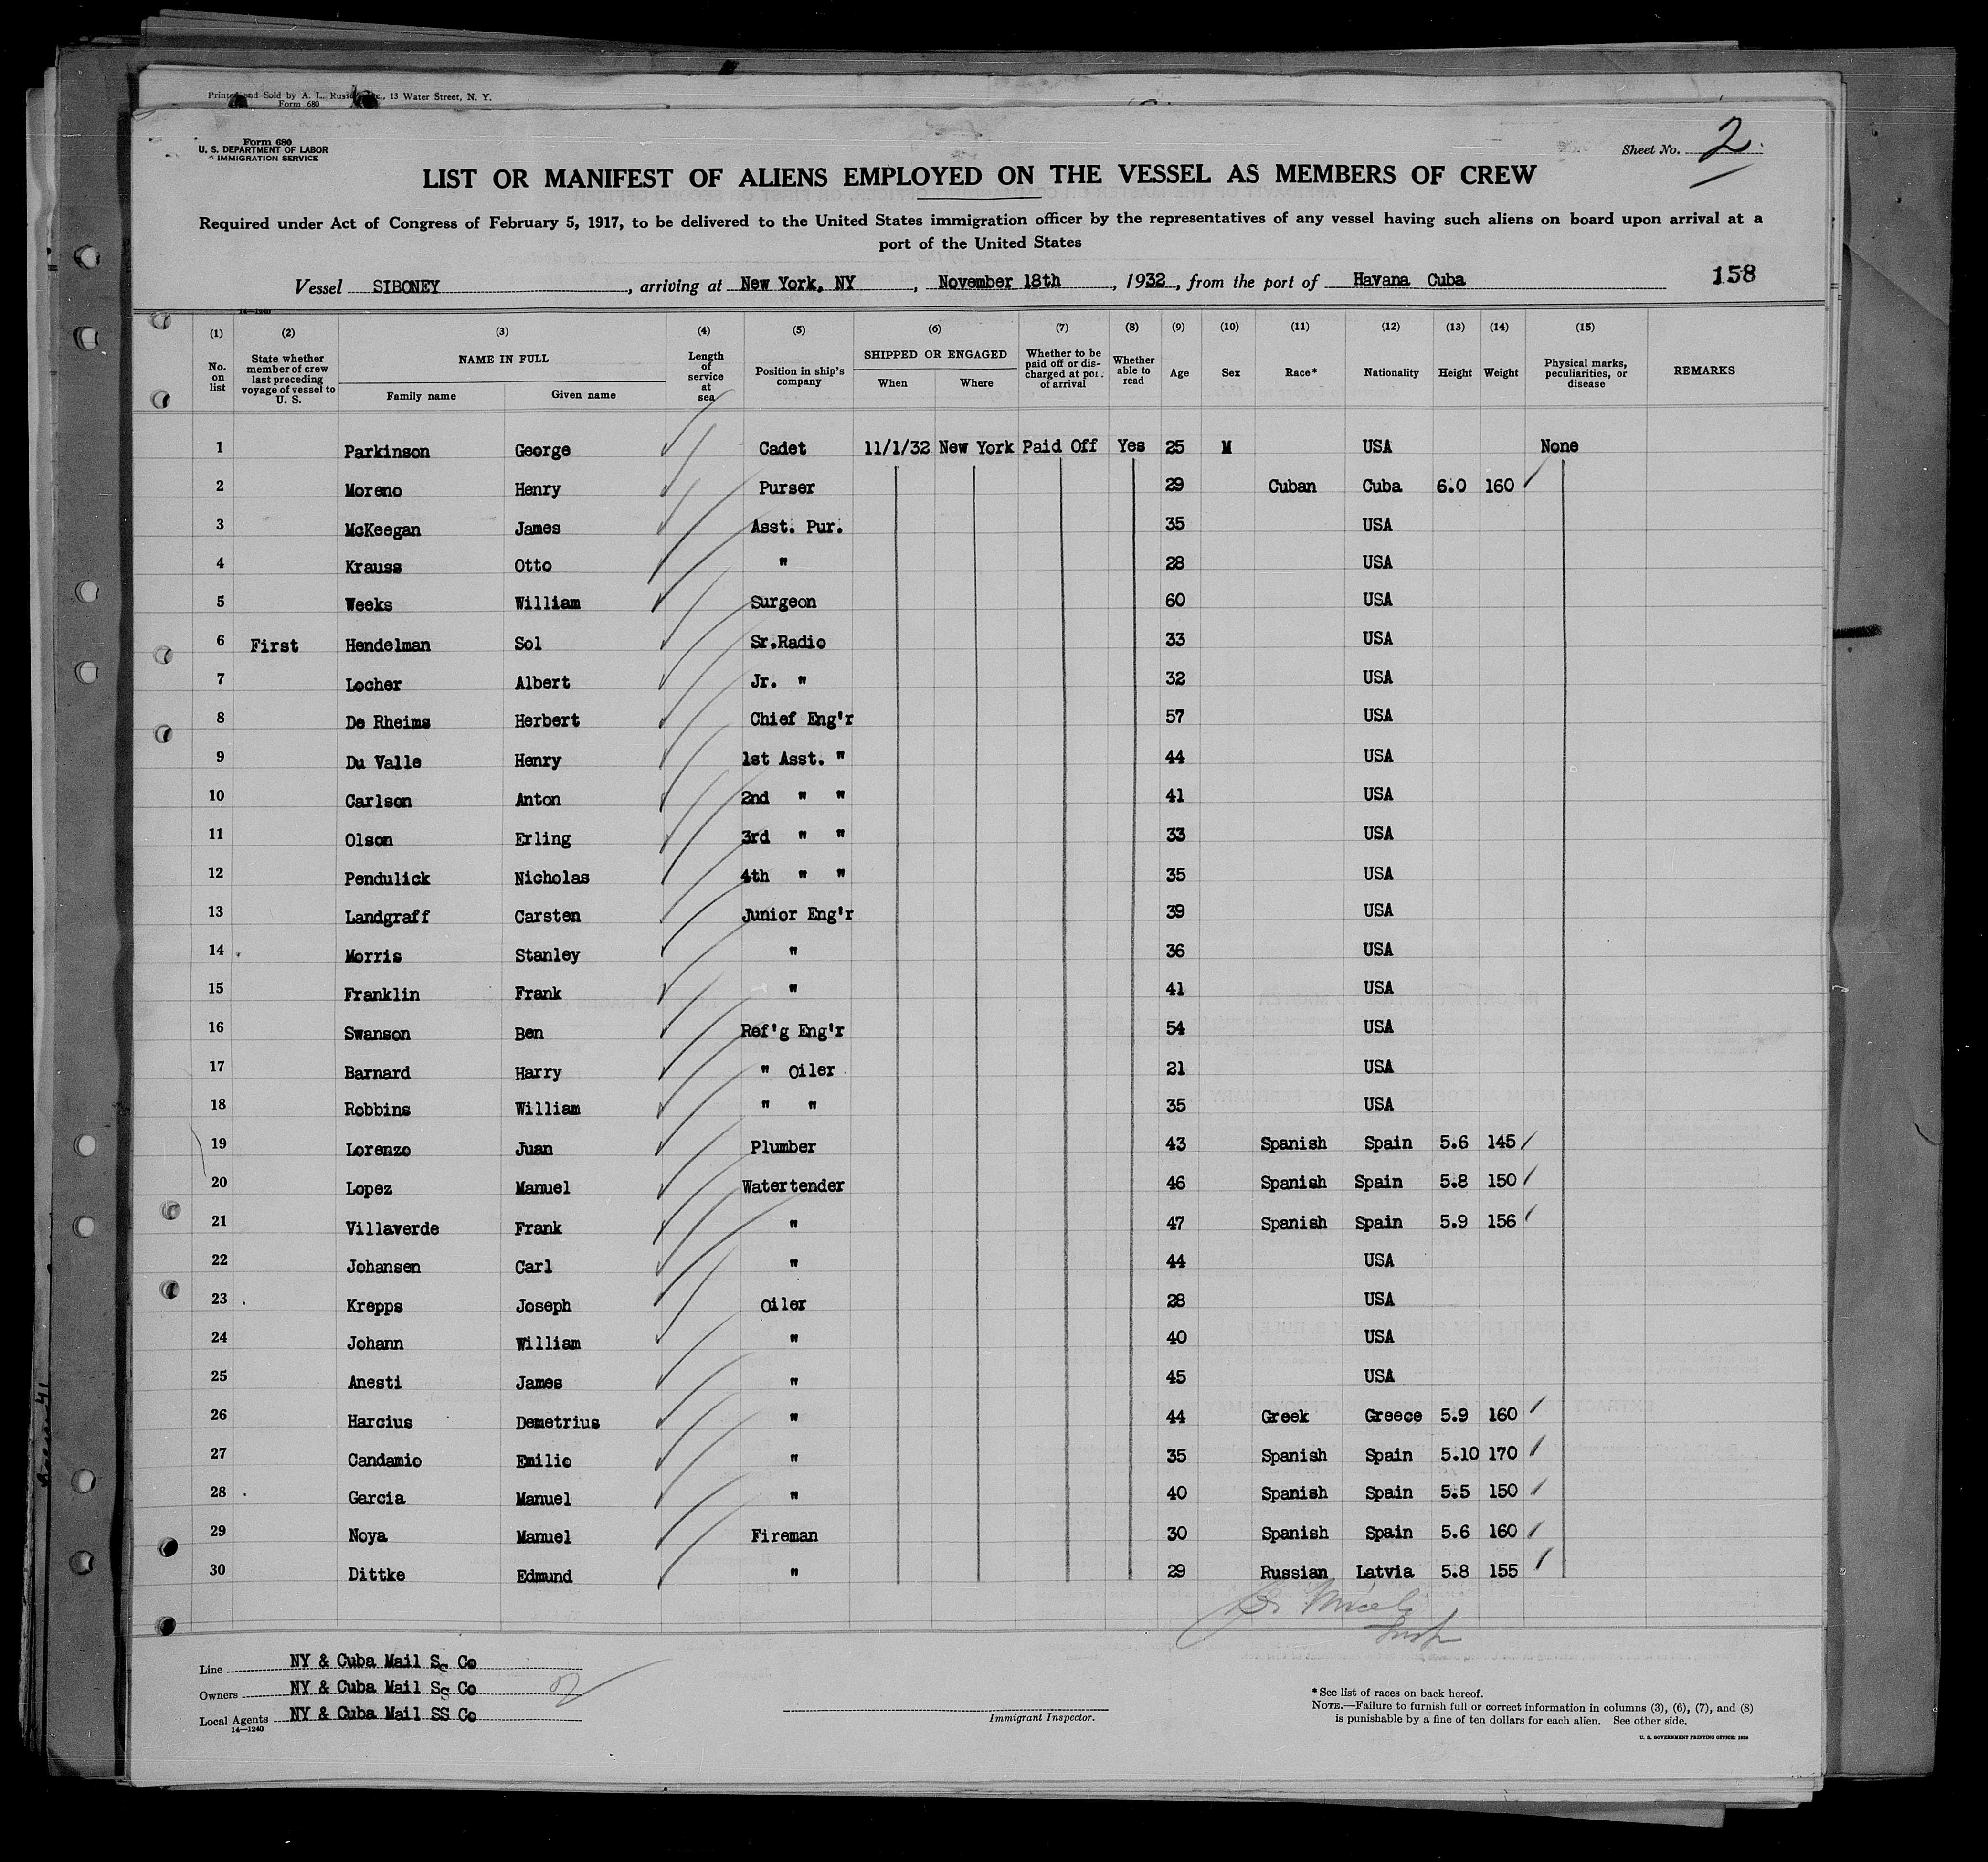 Printed and Sold by A. L. Russell, Inc., 13 Water Street, N. Y.
Form 680
Form 680
U. S. DEPARTMENT OF LABOR
IMMIGRATION SERVICE
Sheet No. 2
LIST OR MANIFEST OF ALIENS EMPLOYED ON THE VESSEL AS MEMBERS OF CREW
Required under Act of Congress of February 5, 1917, to be delivered to the United States immigration officer by the representatives of any vessel having such aliens on board upon arrival at a
port of the United States
Vessel SIBONEY, arriving at New York, NY, November 18th, 1932, from the port of Havana Cuba 158
14—1240
(1) (2) (3) (4) (5) (6) (7) (8) (9) (10) (11) (12) (13) (14) (15)
No. on list State whether member of crew last preceding voyage of vessel to U. S. NAME IN FULL Family name Given name Length of service at sea Position in ship's company SHIPPED OR ENGAGED When Where Whether to be paid off or discharged at port of arrival Whether able to read Age Sex Race* Nationality Height Weight Physical marks, peculiarities, or disease REMARKS
1 Parkinson George Cadet 11/1/32 New York Paid Off Yes 25 M USA None
2 Moreno Henry Purser 29 Cuban Cuba 6.0 160
3 McKeegan James Asst. Pur. 35 USA
4 Krauss Otto " 28 USA
5 Weeks William Surgeon 60 USA
6 First Hendelman Sol Sr.Radio 33 USA
7 Locher Albert Jr. " 32 USA
8 De Rheims Herbert Chief Eng'r 57 USA
9 Du Valle Henry 1st Asst. " 44 USA
10 Carlson Anton 2nd " " 41 USA
11 Olson Erling 3rd " " 33 USA
12 Pendulick Nicholas 4th " " 35 USA
13 Landgraff Carsten Junior Eng'r 39 USA
14 Morris Stanley " 36 USA
15 Franklin Frank " 41 USA
16 Swanson Ben Ref'g Eng'r 54 USA
17 Barnard Harry " Oiler 21 USA
18 Robbins William " " 35 USA
19 Lorenzo Juan Plumber 43 Spanish Spain 5.6 145
20 Lopez Manuel Watertender 46 Spanish Spain 5.8 150
21 Villaverde Frank " 47 Spanish Spain 5.9 156
22 Johansen Carl " 44 USA
23 Krepps Joseph Oiler 28 USA
24 Johann William " 40 USA
25 Anesti James " 45 USA
26 Harcius Demetrius " 44 Greek Greece 5.9 160
27 Candamio Emilio " 35 Spanish Spain 5.10 170
28 Garcia Manuel " 40 Spanish Spain 5.5 150
29 Noya Manuel Fireman 30 Spanish Spain 5.6 160
30 Dittke Edmund " 29 Russian Latvia 5.8 155
Line NY & Cuba Mail SS Co
Owners NY & Cuba Mail SS Co
Local Agents NY & Cuba Mail SS Co
14—1240
Immigrant Inspector.
*See list of races on back hereof.
NOTE.—Failure to furnish full or correct information in columns (3), (6), (7), and (8)
is punishable by a fine of ten dollars for each alien. See other side.